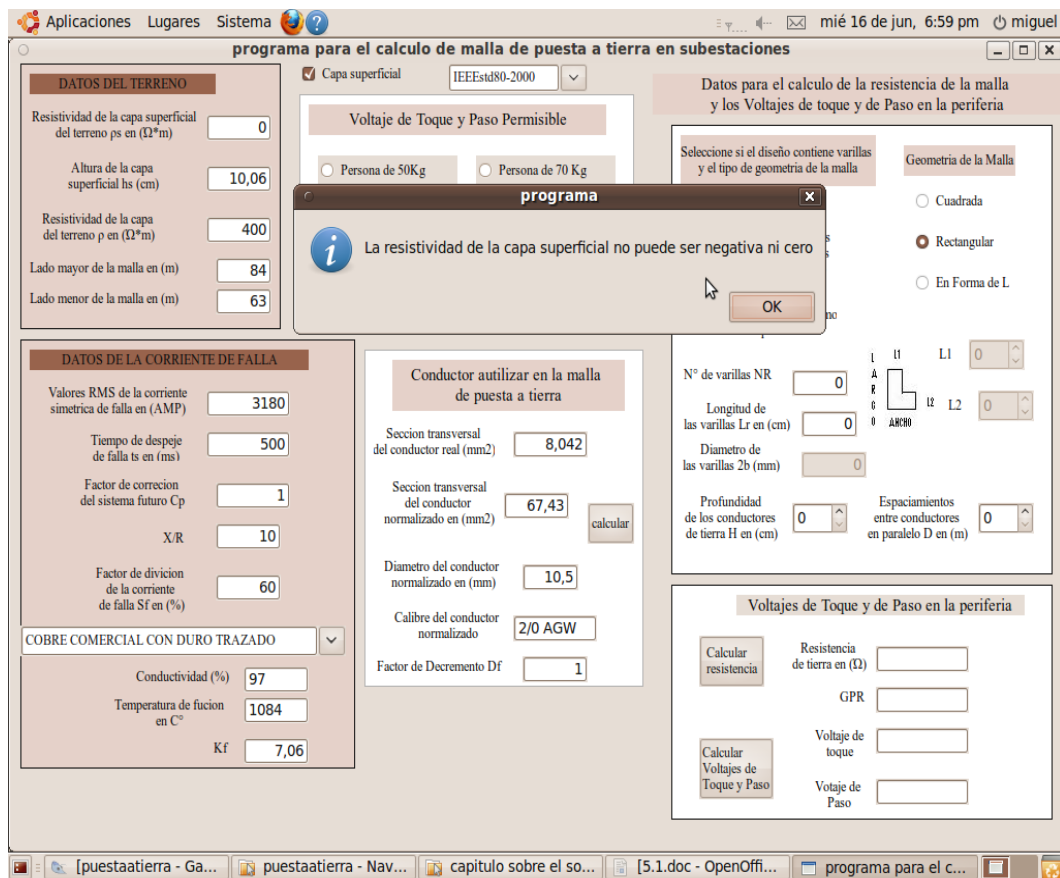 Aplicaciones Lugares Sistema
mié 16 de jun, 6:59 pm miguel
programa para el calculo de malla de puesta a tierra en subestaciones
DATOS DEL TERRENO
Resistividad de la capa superficial
del terreno ρs en (Ω*m)
0
Altura de la capa
superficial hs (cm)
10,06
Resistividad de la capa
del terreno ρ en (Ω*m)
400
Lado mayor de la malla en (m)
84
Lado menor de la malla en (m)
63
Capa superficial
IEEEstd80-2000
Voltaje de Toque y Paso Permisible
Persona de 50Kg
Persona de 70 Kg
Datos para el calculo de la resistencia de la malla
y los Voltajes de toque y de Paso en la periferia
Seleccione si el diseño contiene varillas
y el tipo de geometria de la malla
Geometria de la Malla
Cuadrada
Rectangular
En Forma de L
programa
La resistividad de la capa superficial no puede ser negativa ni cero
OK
DATOS DE LA CORRIENTE DE FALLA
Valores RMS de la corriente
simetrica de falla en (AMP)
3180
Tiempo de despeje
de falla ts en (ms)
500
Factor de correcion
del sistema futuro Cp
1
X/R
10
Factor de divicion
de la corriente
de falla Sf en (%)
60
COBRE COMERCIAL CON DURO TRAZADO
Conductividad (%)
97
Temperatura de fucion
en C°
1084
Kf
7,06
Conductor autilizar en la malla
de puesta a tierra
Seccion transversal
del conductor real (mm2)
8,042
Seccion transversal
del conductor
normalizado en (mm2)
67,43
calcular
Diametro del conductor
normalizado en (mm)
10,5
Calibre del conductor
normalizado
2/0 AGW
Factor de Decremento Df
1
N° de varillas NR
0
Longitud de
las varillas Lr en (cm)
0
Diametro de
las varillas 2b (mm)
0
LARGO
l1
l2
ANCHO
L1
0
L2
0
Profundidad
de los conductores
de tierra H en (cm)
0
Espaciamientos
entre conductores
en paralelo D en (m)
0
Voltajes de Toque y de Paso en la periferia
Calcular
resistencia
Resistencia
de tierra en (Ω)
GPR
Calcular
Voltajes de
Toque y Paso
Voltaje de
toque
Votaje de
Paso
[puestaatierra - Ga...
puestaatierra - Nav...
capitulo sobre el so...
[5.1.doc - OpenOffi...
programa para el c...